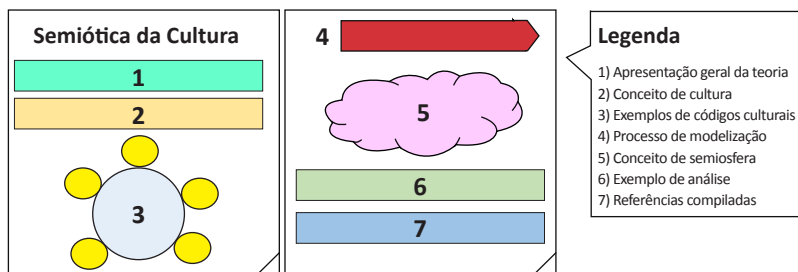 Semiótica da Cultura
1
2
3
4
5
6
7
Legenda
1) Apresentação geral da teoria
2) Conceito de cultura
3) Exemplos de códigos culturais
4) Processo de modelização
5) Conceito de semiosfera
6) Exemplo de análise
7) Referências compiladas